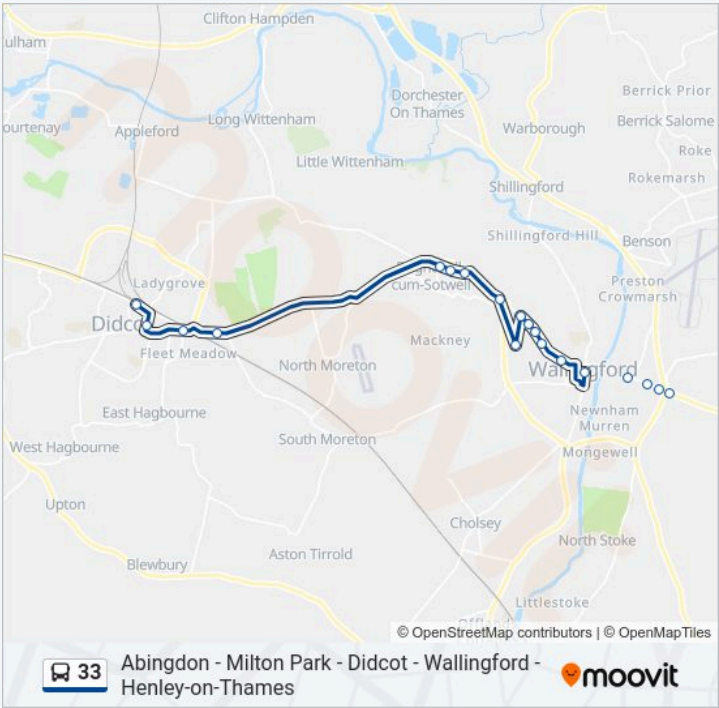 Clifton Hampden
ulham
Dorchester
On Thames
Berrick Prior
Long Wittenham
Berrick Salome
ourtenay
Appleford
Warborough
Roke
Little Wittenham
Rokemarsh
Shillingford
Shillingford Hill
Benson
Ladygrove
cum-Sotwell
Preston
Crowmarsh
Didcot
Mackney
Fleet Meadow
North Moreton
Wallingford
East Hagbourne
Newnham
Murren
South Moreton
West Hagbourne
Mongewell
Upton
Cholsey
North Stoke
Aston Tirrold
Blewbury
Littlestoke
© OpenStreetMap contributors | © OpenMapTiles
33
Abingdon - Milton Park - Didcot - Wallingford -
Henley-on-Thames
moovit